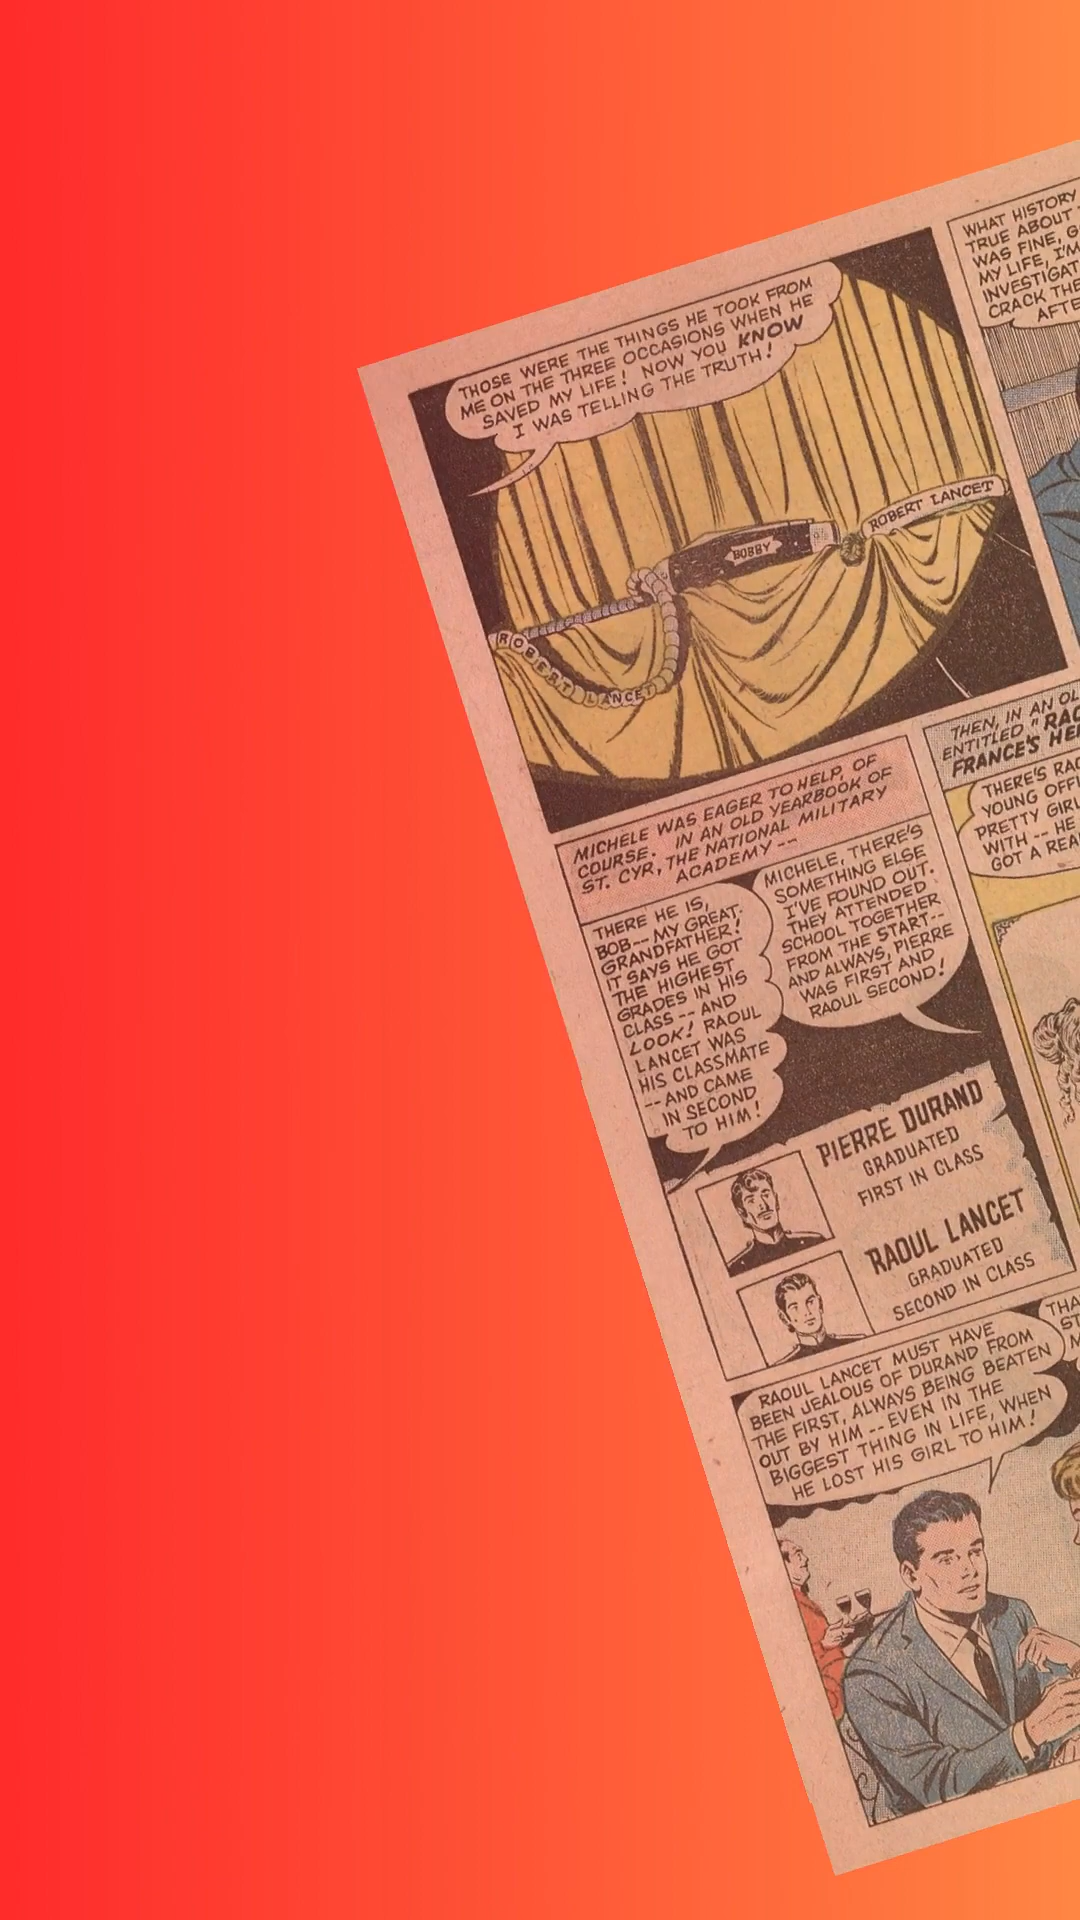 THOSE WERE THE THINGS HE TOOK FROM
ME ON THE THREE OCCASIONS WHEN HE
SAVED MY LIFE! NOW YOU KNOW
I WAS TELLING THE TRUTH!
ROBERT LANCET
BOBBY
ROBERT LANCET
WHAT HISTORY
TRUE ABOUT
WAS FINE,
MY LIFE, I'M
INVESTIGAT
CRACK THE
AFTE
MICHELE WAS EAGER TO HELP, OF
COURSE. IN AN OLD YEARBOOK OF
ST. CYR, THE NATIONAL MILITARY
ACADEMY --
THERE HE IS,
BOB-- MY GREAT-
GRANDFATHER!
IT SAYS HE GOT
THE HIGHEST
GRADES IN HIS
CLASS -- AND
LOOK! RAOUL
LANCET WAS
HIS CLASSMATE
-- AND CAME
IN SECOND
TO HIM!
MICHELE, THERE'S
SOMETHING ELSE
I'VE FOUND OUT.
THEY ATTENDED
SCHOOL TOGETHER
FROM THE START--
AND ALWAYS, PIERRE
WAS FIRST AND
RAOUL SECOND!
PIERRE DURAND
GRADUATED
FIRST IN CLASS
RAOUL LANCET
GRADUATED
SECOND IN CLASS
THEN, IN AN OL
ENTITLED "RAO
FRANCE'S HE
THERE'S RAO
YOUNG OFFI
PRETTY GIRL
WITH -- HE
GOT A REA
RAOUL LANCET MUST HAVE
BEEN JEALOUS OF DURAND FROM
THE FIRST, ALWAYS BEING BEATEN
OUT BY HIM -- EVEN IN THE
BIGGEST THING IN LIFE, WHEN
HE LOST HIS GIRL TO HIM!
THA
ST
M